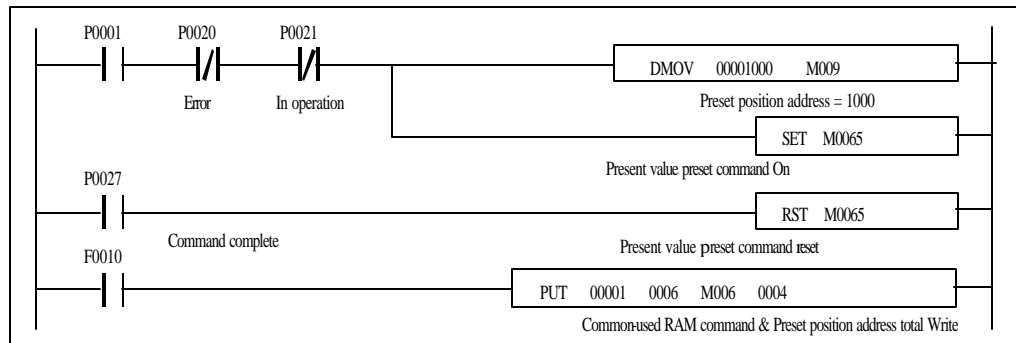 P0001 P0020 P0021
DMOV 00001000 M009
Error In operation
Preset position address = 1000
SET M0065
Present value preset command On
P0027
RST M0065
Command complete
Present value preset command reset
F0010
PUT 00001 0006 M006 0004
Common-used RAM command & Preset position address total Write